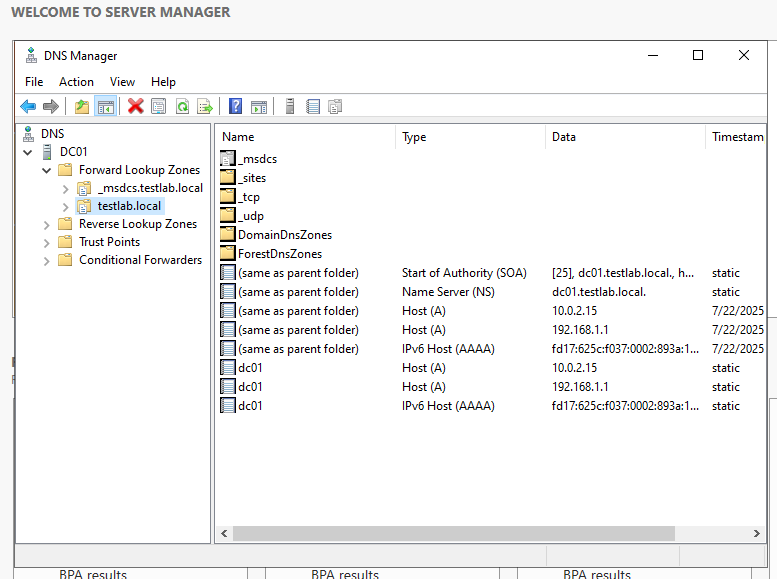 WELCOME TO SERVER MANAGER
DNS Manager
File Action View Help
DNS
DC01
Forward Lookup Zones
_msdcs.testlab.local
testlab.local
Reverse Lookup Zones
Trust Points
Conditional Forwarders
Name Type Data Timestam
_msdcs
_sites
_tcp
_udp
DomainDnsZones
ForestDnsZones
(same as parent folder) Start of Authority (SOA) [25], dc01.testlab.local., h... static
(same as parent folder) Name Server (NS) dc01.testlab.local. static
(same as parent folder) Host (A) 10.0.2.15 7/22/2025
(same as parent folder) Host (A) 192.168.1.1 7/22/2025
(same as parent folder) IPv6 Host (AAAA) fd17:625c:f037:0002:893a:1... 7/22/2025
dc01 Host (A) 10.0.2.15 static
dc01 Host (A) 192.168.1.1 static
dc01 IPv6 Host (AAAA) fd17:625c:f037:0002:893a:1... static
BPA results BPA results BPA results